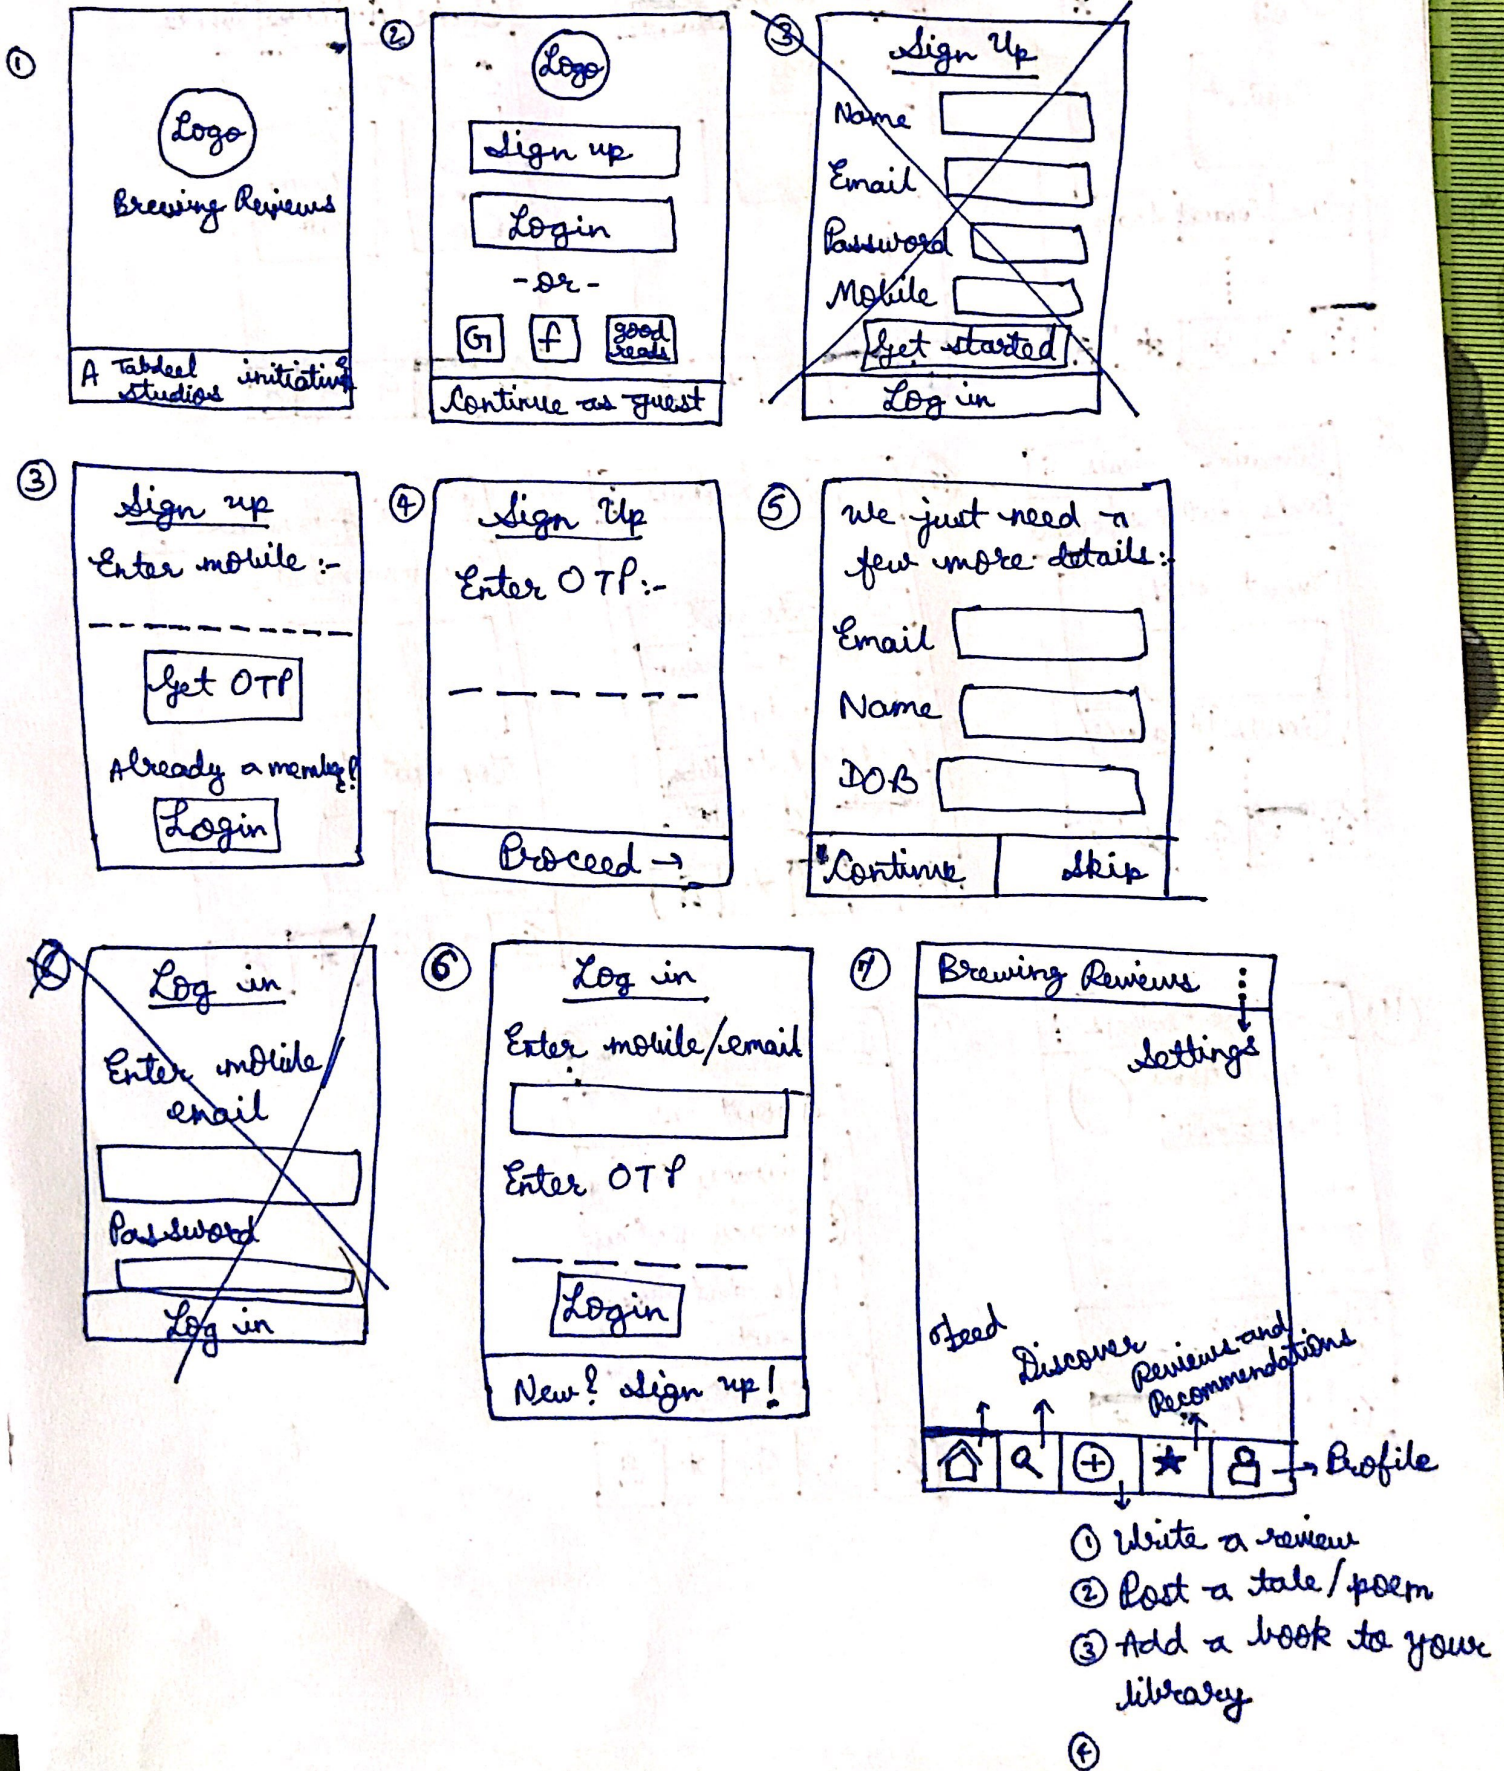 ①
Logo
Brewing Reviews
A Tabdeel Studios initiative
②
Logo
Sign up
Login
-or-
G f good reads
Continue as guest
③
Sign Up
Name
Email
Password
Mobile
Get started
Log in
③
Sign up
Enter mobile :-
Get OTP
Already a member?
Login
④
Sign Up
Enter OTP:-
Proceed →
⑤
We just need a
few more details:-
Email
Name
DOB
Continue Skip
Log in
Enter mobile/
email
Password
Log in
⑥
Log in
Enter mobile/email
Enter OTP
Login
New? Sign up!
⑦
Brewing Reviews
Settings
Feed
Discover
Reviews and
Recommendations
→ Profile
① Write a review
② Post a tale/poem
③ Add a book to your
library
④